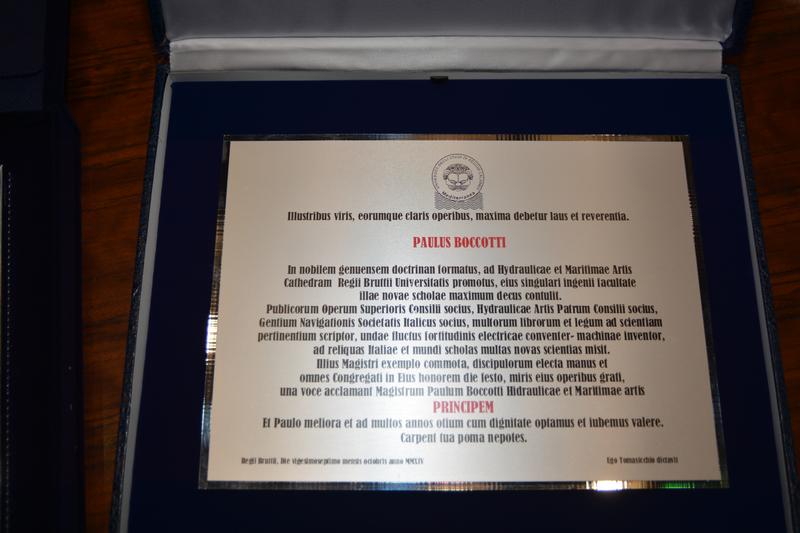 Mediterranea
Illustribus viris, eorumque claris operibus, maxima debetur laus et reverentia.
PAULUS BOCCOTTI
In nobilem genuensem doctrinan formatus, ad Hydraulicae et Maritimae Artis
Cathedram Regii Bruttii Universitatis promotus, eius singulari ingenii facultate
illae novae scholae maximum decus contulit.
Publicorum Operum Superioris Consilii socius, Hydraulicae Artis Patrum Consilii socius,
Gentium Navigationis Societatis Italicus socius, multorum librorum et legum ad scientiam
pertinentium scriptor, undae fluctus fortitudinis electricae conventer- machinae inventor,
ad reliquas Italiae et mundi scholas multas novas scientias misit.
Illius Magistri exemplo commota, discipulorum electa manus et
omnes Congregati in Eius honorem die festo, miris eius operibus grati,
una voce acclamant Magistrum Paulum Boccotti Hidraulicae et Maritimae artis
PRINCIPEM
Et Paulo meliora et ad multos annos otium cum dignitate optamus et iubemus valere.
Carpent tua poma nepotes.
Regii Bruttii, Die vigesimoseptimo mensis octobris anno MMXIV
Ego Tomasicchio dictavi